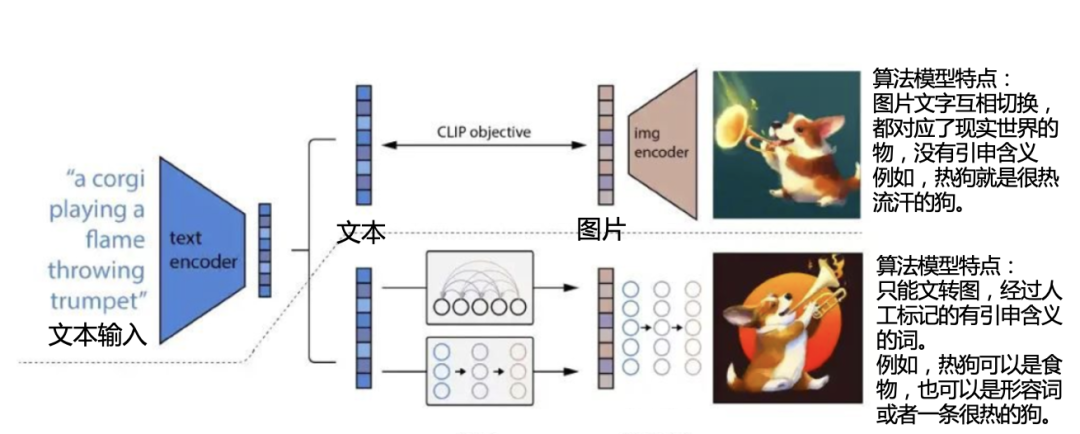 "a corgi
playing a
flame
throwing
trumpet"
文本输入
text
encoder
文本
CLIP objective
图片
img
encoder
算法模型特点：
图片文字互相切换，
都对应了现实世界的
物，没有引申含义
例如，热狗就是很热
流汗的狗。
算法模型特点：
只能文转图，经过人
工标记的有引申含义
的词。
例如，热狗可以是食
物，也可以是形容词
或者一条很热的狗。